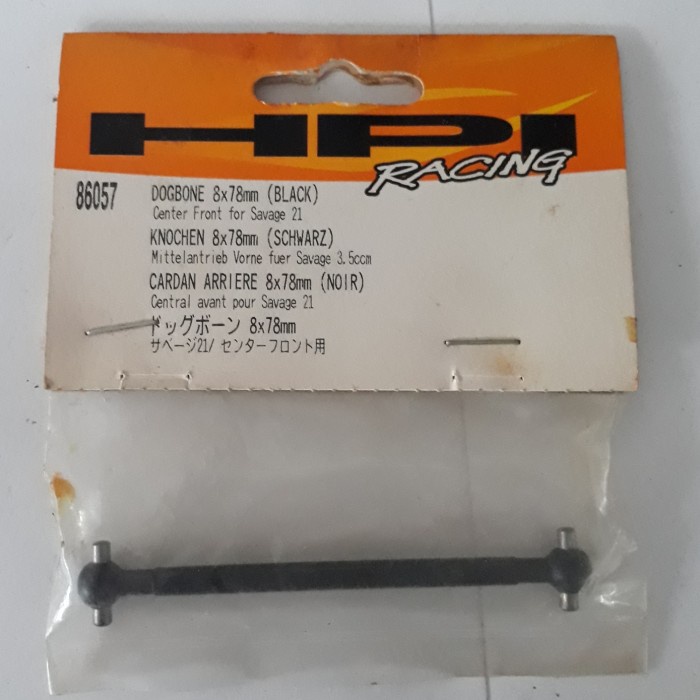 HPI
RACING
86057
DOGBONE 8x78mm (BLACK)
Center Front for Savage 21
KNOCHEN 8x78mm (SCHWARZ)
Mittelantrieb Vorne fuer Savage 3.5ccm
CARDAN ARRIERE 8x78mm (NOIR)
Central avant pour Savage 21
ドッグボーン 8x78mm
サベージ21/ センターフロント用